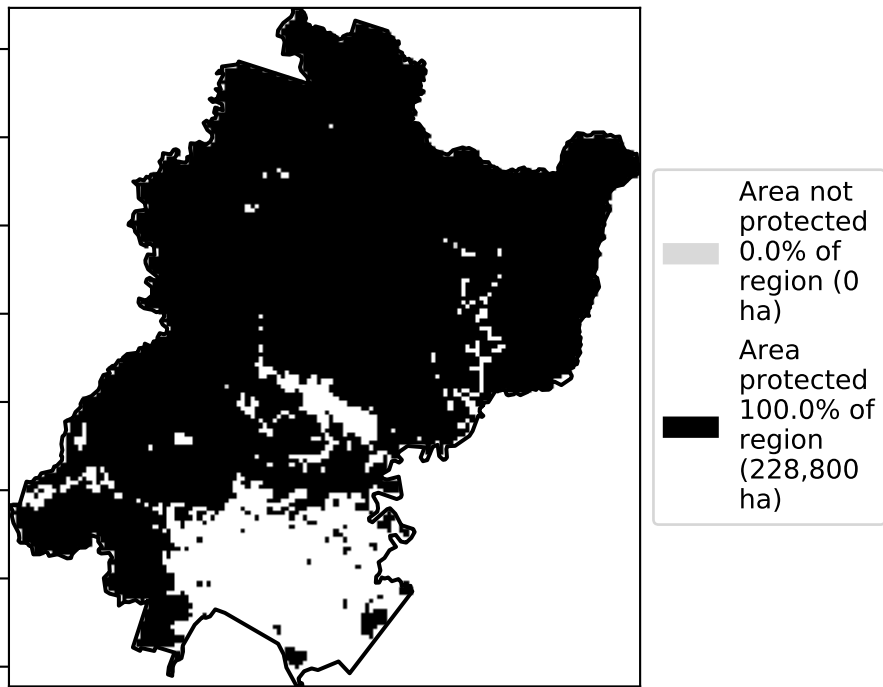 Area not
protected
0.0% of
region (0
ha)
Area
protected
100.0% of
region
(228,800
ha)